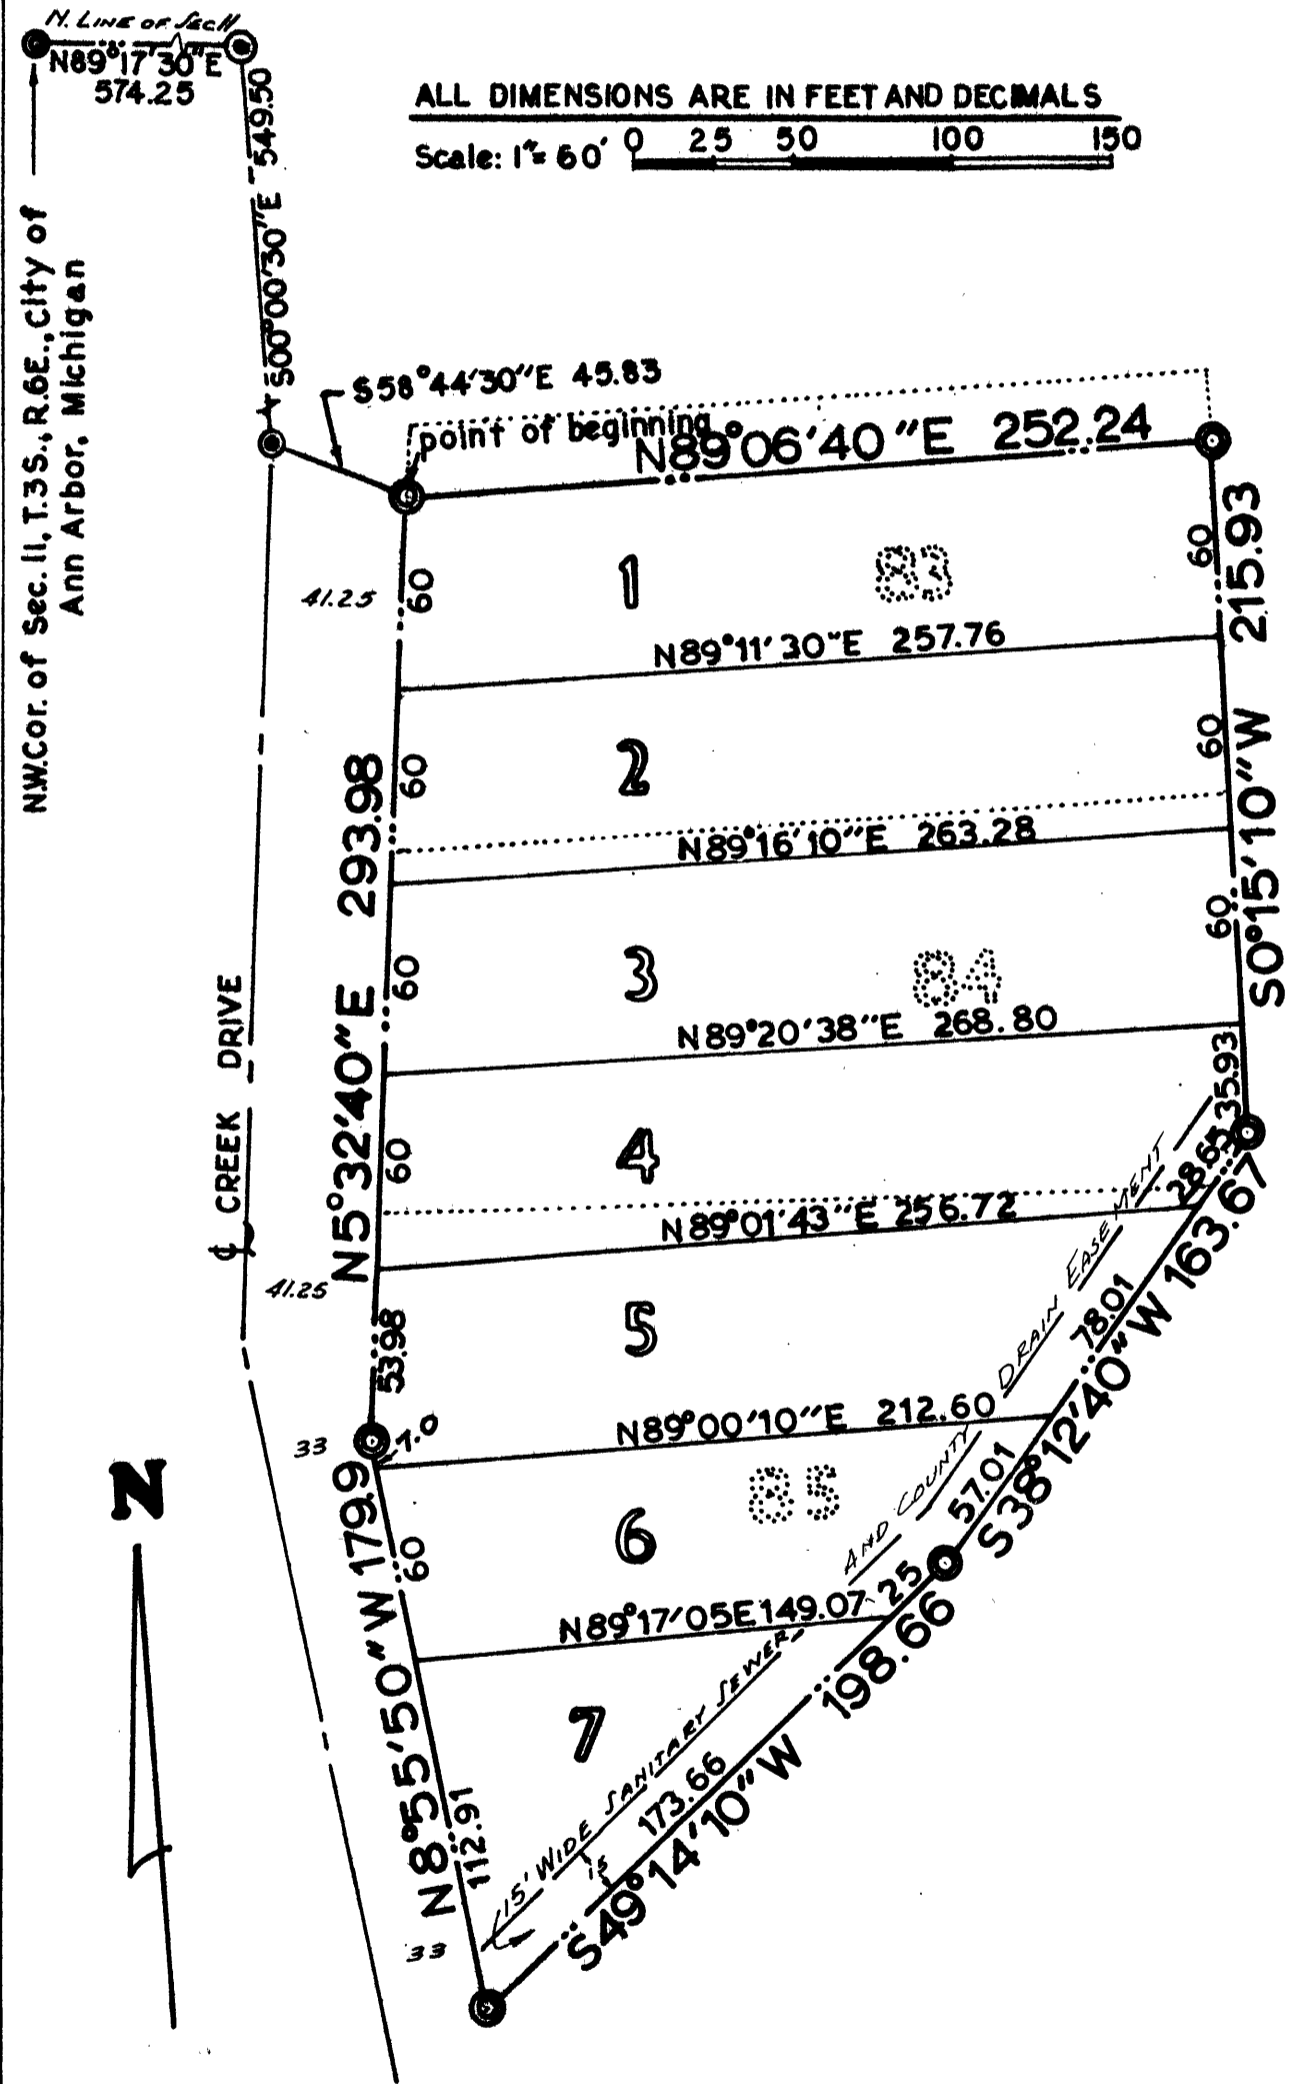 N. LINE OF SEC 11
N89°17'30"E
574.25
S00°00'30"E 549.50
ALL DIMENSIONS ARE IN FEET AND DECIMALS
Scale: 1"= 60' 0 25 50 100 150
N.W.Cor. of Sec. 11, T.3S., R.6E., City of
Ann Arbor, Michigan
S58°44'30"E 45.83
point of beginning
N89°06'40"E 252.24
41.25
60
1
83
60
215.93
N89°11'30"E 257.76
60
2
60
N89°16'10"E 263.28
293.98
N5°32'40"E
60
3
84
60
S0°15'10"W
N89°20'38"E 268.80
CREEK DRIVE
60
4
35.93
28.65
N89°01'43"E 256.72
41.25
53.98
5
78.01
S38°12'40"W 163.67
N89°00'10"E 212.60
33
7.0
N
N8°55'50"W 179.9
60
6
85
57.01
25
N89°17'05E 149.07
7
112.91
15' WIDE SANITARY SEWER AND COUNTY DRAIN EASEMENT
15
173.66
S49°14'10"W 198.66
33